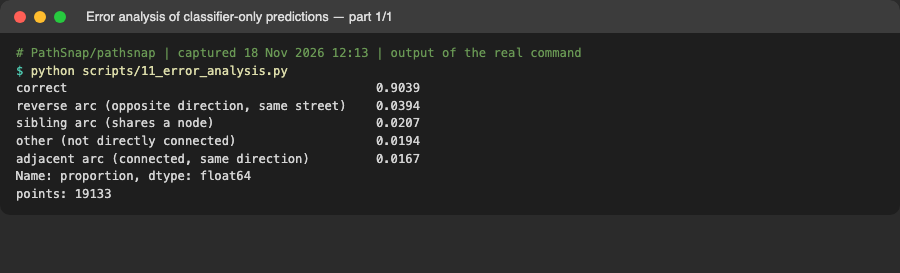 Error analysis of classifier-only predictions — part 1/1
# PathSnap/pathsnap | captured 18 Nov 2026 12:13 | output of the real command
$ python scripts/11_error_analysis.py
correct 0.9039
reverse arc (opposite direction, same street) 0.0394
sibling arc (shares a node) 0.0207
other (not directly connected) 0.0194
adjacent arc (connected, same direction) 0.0167
Name: proportion, dtype: float64
points: 19133